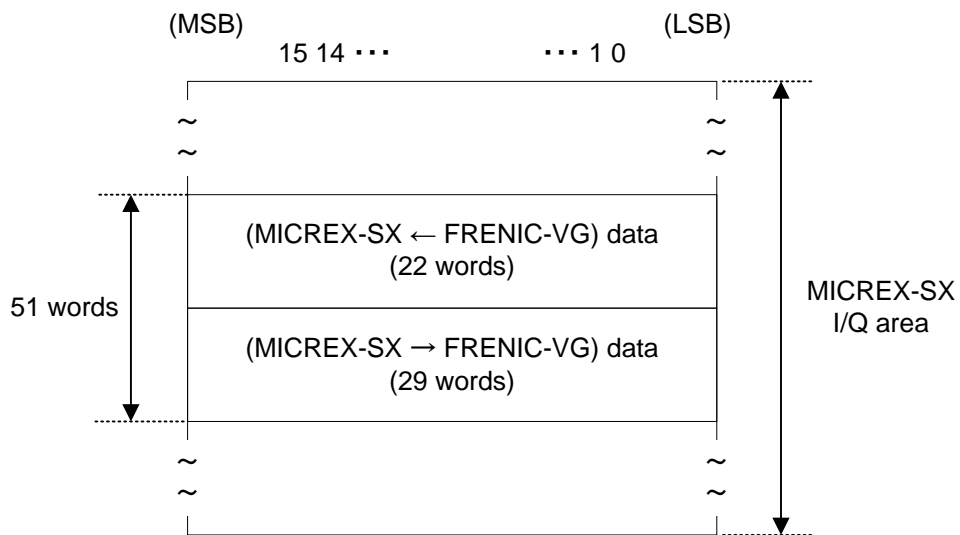 (MSB) (LSB)
15 14 ··· ··· 1 0
~ ~
~ ~
(MICREX-SX ← FRENIC-VG) data
(22 words)
51 words
MICREX-SX
I/Q area
(MICREX-SX → FRENIC-VG) data
(29 words)
~ ~
~ ~